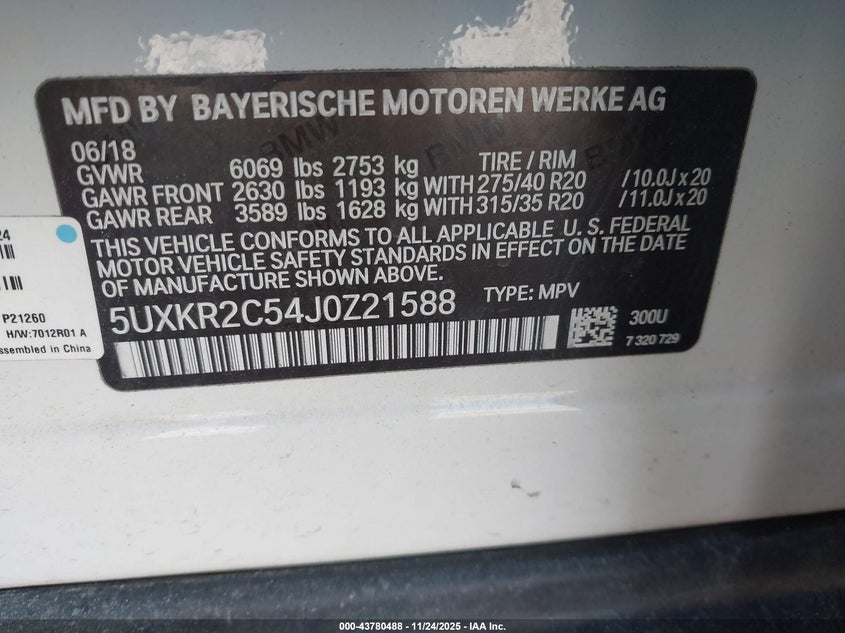 MFD BY BAYERISCHE MOTOREN WERKE AG
06/18
GVWR 6069 lbs 2753 kg TIRE / RIM
GAWR FRONT 2630 lbs 1193 kg WITH 275/40 R20 /10.0J x 20
GAWR REAR 3589 lbs 1628 kg WITH 315/35 R20 /11.0J x 20
THIS VEHICLE CONFORMS TO ALL APPLICABLE U. S. FEDERAL
MOTOR VEHICLE SAFETY STANDARDS IN EFFECT ON THE DATE
OF MANUFACTURE SHOWN ABOVE.
5UXKR2C54J0Z21588 TYPE: MPV
300U
7 320 729
24
P21260
H/W:7012R01 A
ssembled in China
000-43780488 - 11/24/2025 - IAA Inc.